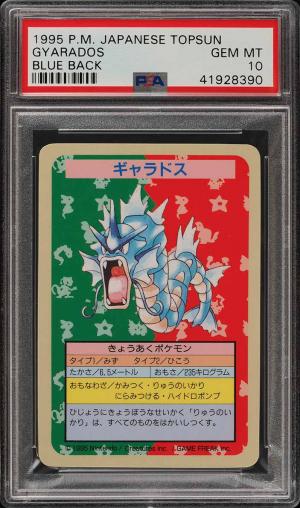 1995 P.M. JAPANESE TOPSUN
GYARADOS GEM MT
BLUE BACK 10
PSA 41928390
ギャラドス
きょうあくポケモン
タイプ1/みず タイプ2/ひこう
たかさ/6.5メートル おもさ/235キログラム
おもなわざ/かみつく・りゅうのいかり
にらみつける・ハイドロポンプ
ひじょうにきょうぼうなせいかく「りゅうのい
かり」は、すべてのものをはかいしつくす。
© 1995 Nintendo / Creatures inc. / GAME FREAK inc.